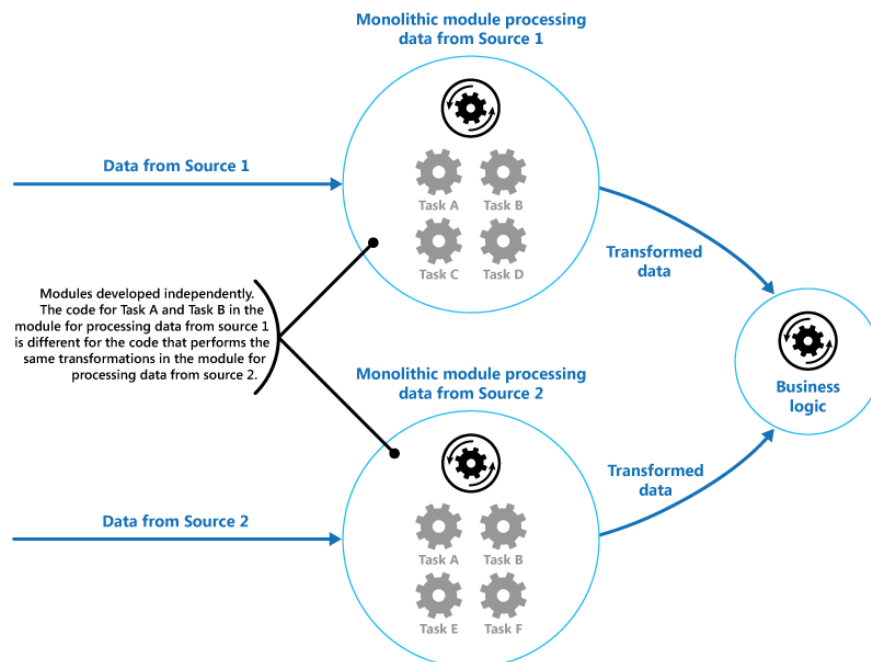 Monolithic module processing
data from Source 1
Data from Source 1
Task A
Task B
Task C
Task D
Transformed
data
Modules developed independently.
The code for Task A and Task B in the
module for processing data from source 1
is different for the code that performs the
same transformations in the module for
processing data from source 2.
Business
logic
Monolithic module processing
data from Source 2
Data from Source 2
Task A
Task B
Task E
Task F
Transformed
data